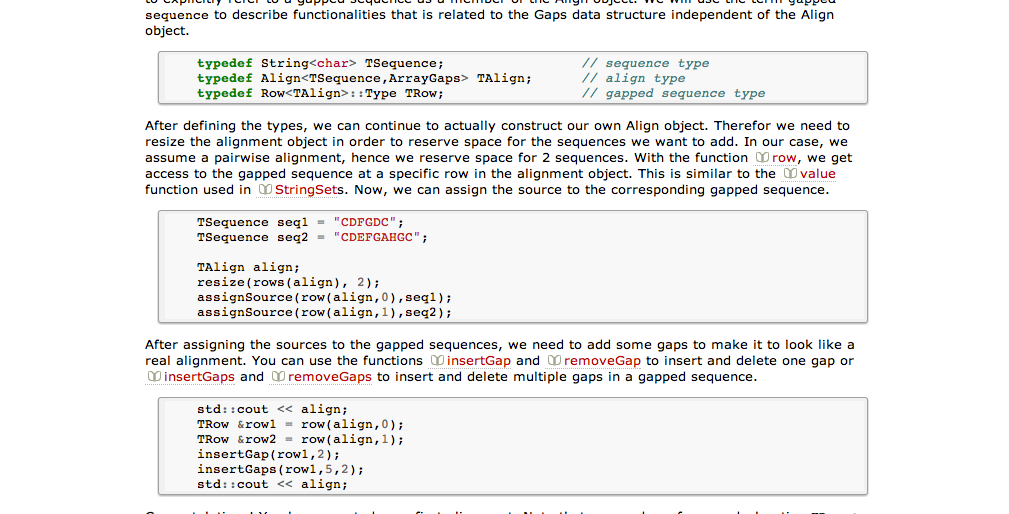 sequence to describe functionalities that is related to the Gaps data structure independent of the Align
object.
typedef String<char> TSequence; // sequence type
typedef Align<TSequence,ArrayGaps> TAlign; // align type
typedef Row<TAlign>::Type TRow; // gapped sequence type
After defining the types, we can continue to actually construct our own Align object. Therefor we need to
resize the alignment object in order to reserve space for the sequences we want to add. In our case, we
assume a pairwise alignment, hence we reserve space for 2 sequences. With the function row, we get
access to the gapped sequence at a specific row in the alignment object. This is similar to the value
function used in StringSets. Now, we can assign the source to the corresponding gapped sequence.
TSequence seq1 = "CDFGDC";
TSequence seq2 = "CDEFGAHGC";
TAlign align;
resize(rows(align), 2);
assignSource(row(align,0),seq1);
assignSource(row(align,1),seq2);
After assigning the sources to the gapped sequences, we need to add some gaps to make it to look like a
real alignment. You can use the functions insertGap and removeGap to insert and delete one gap or
insertGaps and removeGaps to insert and delete multiple gaps in a gapped sequence.
std::cout << align;
TRow &row1 = row(align,0);
TRow &row2 = row(align,1);
insertGap(row1,2);
insertGaps(row1,5,2);
std::cout << align;